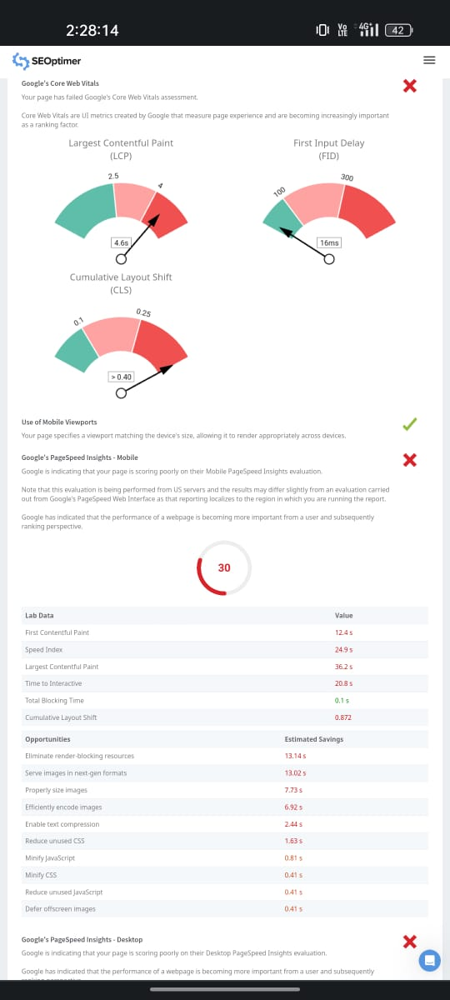 2:28:14
Vo
LTE
4G+
42
SEOptimer
Google's Core Web Vitals
Your page has failed Google's Core Web Vitals assessment.
Core Web Vitals are UI metrics created by Google that measure page experience and are becoming increasingly important
as a ranking factor.
Largest Contentful Paint
(LCP)
2.5
4
4.6s
First Input Delay
(FID)
100
300
16ms
Cumulative Layout Shift
(CLS)
0.1
0.25
> 0.40
Use of Mobile Viewports
Your page specifies a viewport matching the device's size, allowing it to render appropriately across devices.
Google's PageSpeed Insights - Mobile
Google is indicating that your page is scoring poorly on their Mobile PageSpeed Insights evaluation.
Note that this evaluation is being performed from US servers and the results may differ slightly from an evaluation carried
out from Google's PageSpeed Web Interface as that reporting localizes to the region in which you are running the report.
Google has indicated that the performance of a webpage is becoming more important from a user and subsequently
ranking perspective.
30
Lab Data Value
First Contentful Paint 12.4 s
Speed Index 24.9 s
Largest Contentful Paint 36.2 s
Time to Interactive 20.8 s
Total Blocking Time 0.1 s
Cumulative Layout Shift 0.872
Opportunities Estimated Savings
Eliminate render-blocking resources 13.14 s
Serve images in next-gen formats 13.02 s
Properly size images 7.73 s
Efficiently encode images 6.92 s
Enable text compression 2.44 s
Reduce unused CSS 1.63 s
Minify JavaScript 0.81 s
Minify CSS 0.41 s
Reduce unused JavaScript 0.41 s
Defer offscreen images 0.41 s
Google's PageSpeed Insights - Desktop
Google is indicating that your page is scoring poorly on their Desktop PageSpeed Insights evaluation.
Google has indicated that the performance of a webpage is becoming more important from a user and subsequently
ranking perspective.